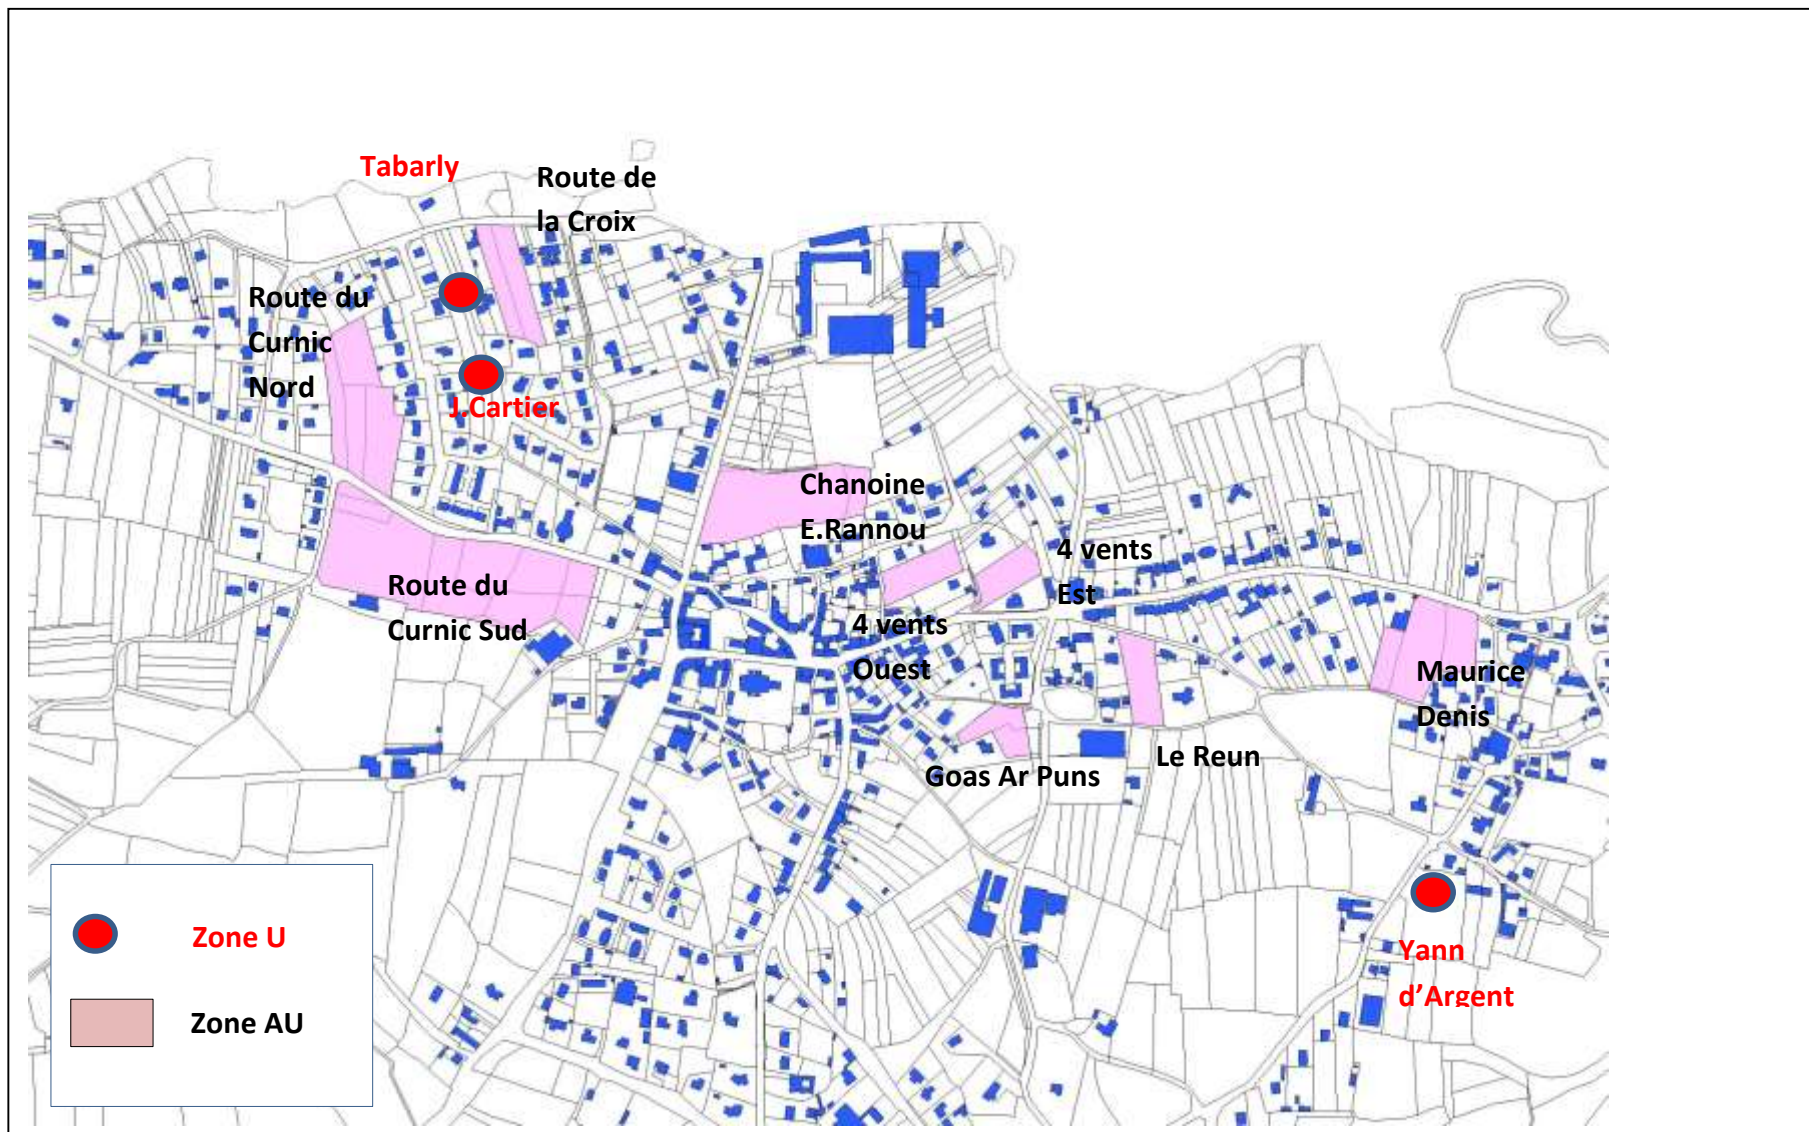 Tabarly
Route de
la Croix
Route du
Curnic
Nord
J.Cartier
Chanoine
E.Rannou
4 vents
Est
Route du
Curnic Sud
4 vents
Ouest
Maurice
Denis
Le Reun
Goas Ar Puns
Zone U
Yann
d’Argent
Zone AU